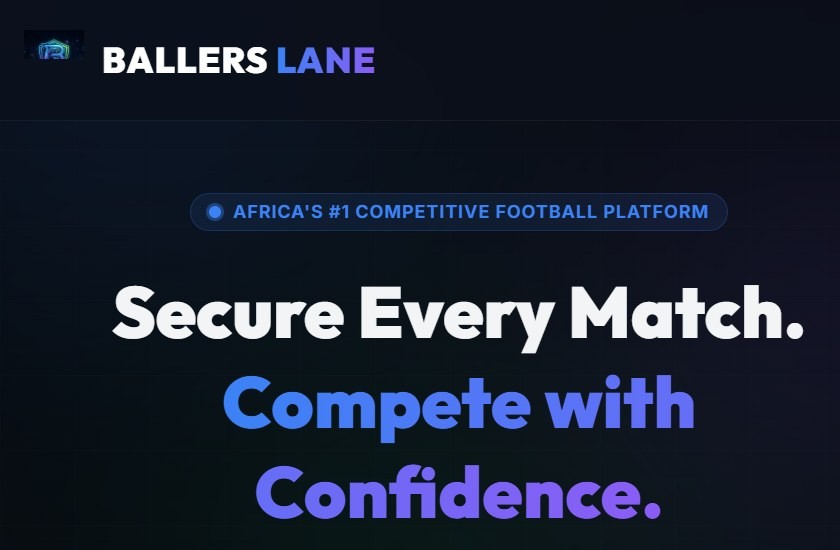 BALLERS LANE
AFRICA'S #1 COMPETITIVE FOOTBALL PLATFORM
Secure Every Match.
Compete with
Confidence.